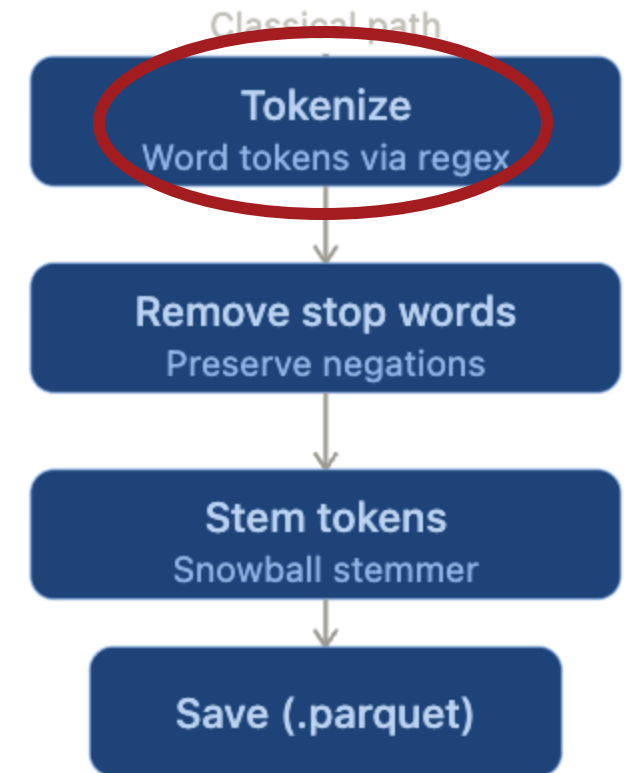 Classical path
Tokenize
Word tokens via regex
Remove stop words
Preserve negations
Stem tokens
Snowball stemmer
Save (.parquet)